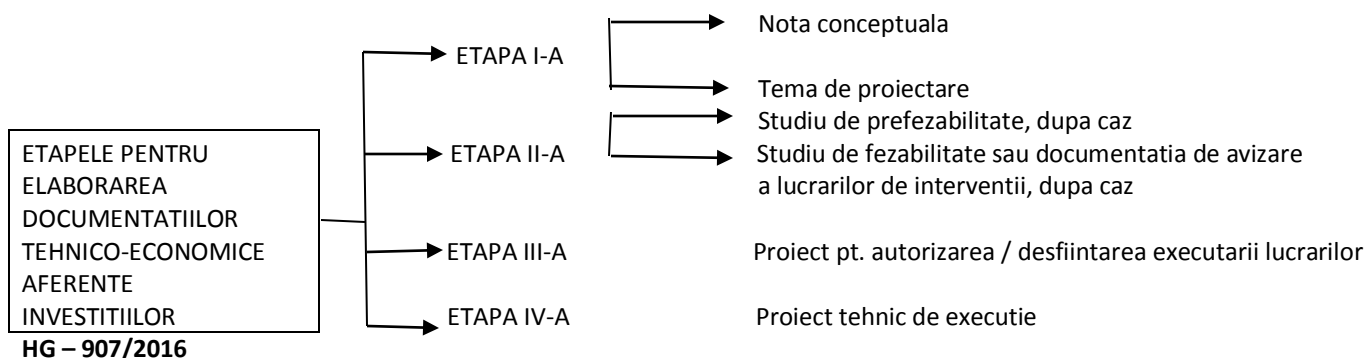 ETAPELE PENTRU
ELABORAREA
DOCUMENTATIILOR
TEHNICO-ECONOMICE
AFERENTE
INVESTITIILOR
HG – 907/2016
ETAPA I-A
Nota conceptuala
Tema de proiectare
ETAPA II-A
Studiu de prefezabilitate, dupa caz
Studiu de fezabilitate sau documentatia de avizare
a lucrarilor de interventii, dupa caz
ETAPA III-A
Proiect pt. autorizarea / desfiintarea executarii lucrarilor
ETAPA IV-A
Proiect tehnic de executie